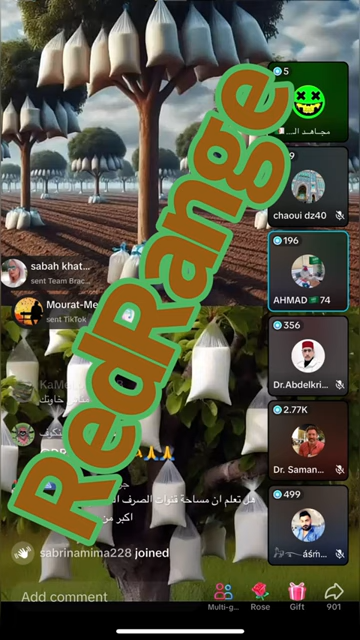 5
مجاهد الـ...
chaoui dz40
196
sabah khat...
sent Team Brac...
AHMAD 74
Mourat-Me
sent TikTok
356
Dr.Abdelkri...
خاوتك
2.77K
Dr. Saman...
هل تعلم ان مساحة قنوات الصرف
اكبر من
499
sabrinamima228 joined
Add comment
Multi-g...
Rose
Gift
901
RedRange